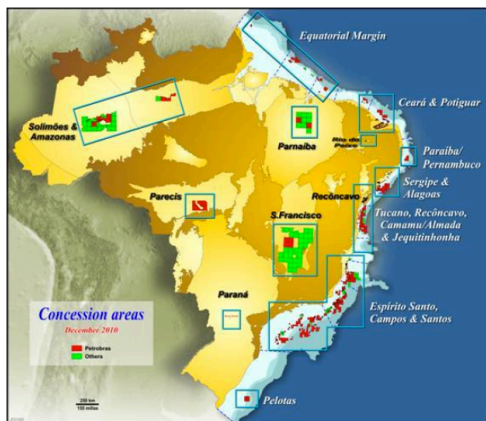 Equatorial Margin
Ceará & Potiguar
Solimões &
Amazonas
Parnaíba
Rio do
Peixe
Paraíba/
Pernambuco
Parecis
Recôncavo
Sergipe &
Alagoas
S.Francisco
Tucano, Recôncavo,
Camamu/Almada
& Jequitinhonha
Paraná
Espírito Santo,
Campos & Santos
Concession areas
December 2010
Petrobras
Others
Pelotas